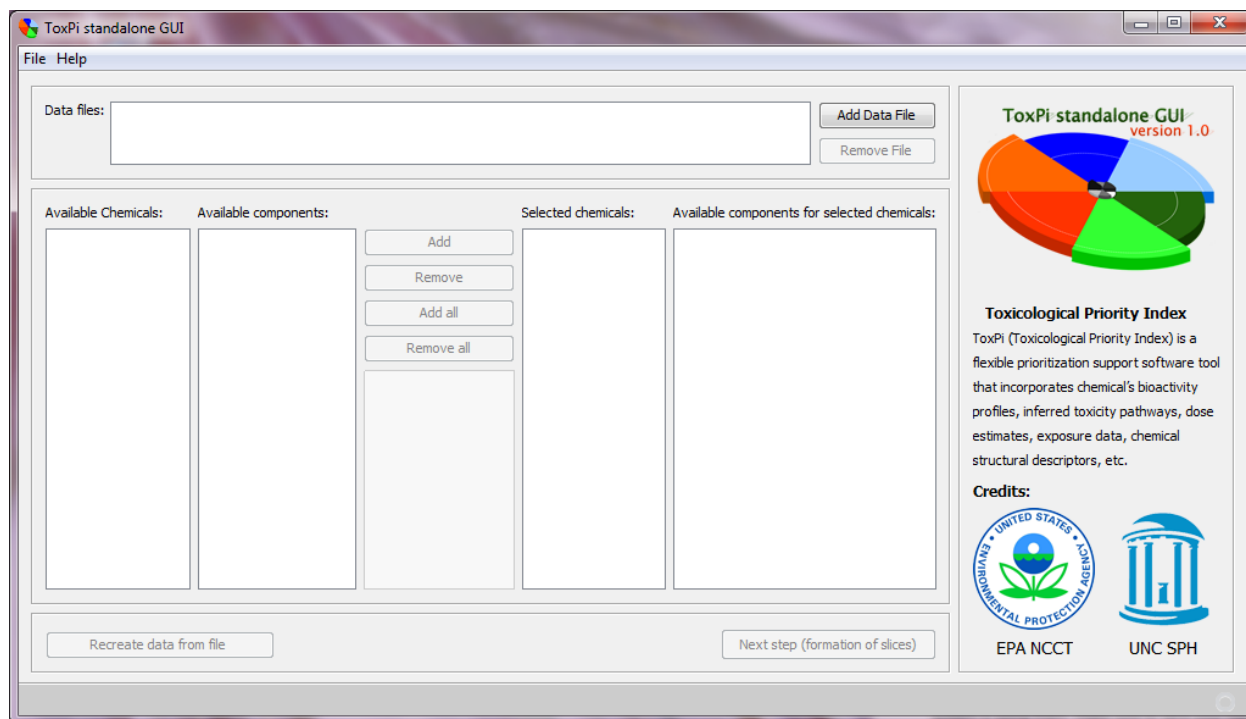 ToxPi standalone GUI
File Help
Data files:
Add Data File
Remove File
Available Chemicals:
Available components:
Add
Remove
Add all
Remove all
Selected chemicals:
Available components for selected chemicals:
Recreate data from file
Next step (formation of slices)
ToxPi standalone GUI
version 1.0
Toxicological Priority Index
ToxPi (Toxicological Priority Index) is a
flexible prioritization support software tool
that incorporates chemical's bioactivity
profiles, inferred toxicity pathways, dose
estimates, exposure data, chemical
structural descriptors, etc.
Credits:
UNITED STATES
ENVIRONMENTAL PROTECTION AGENCY
EPA NCCT
UNC SPH